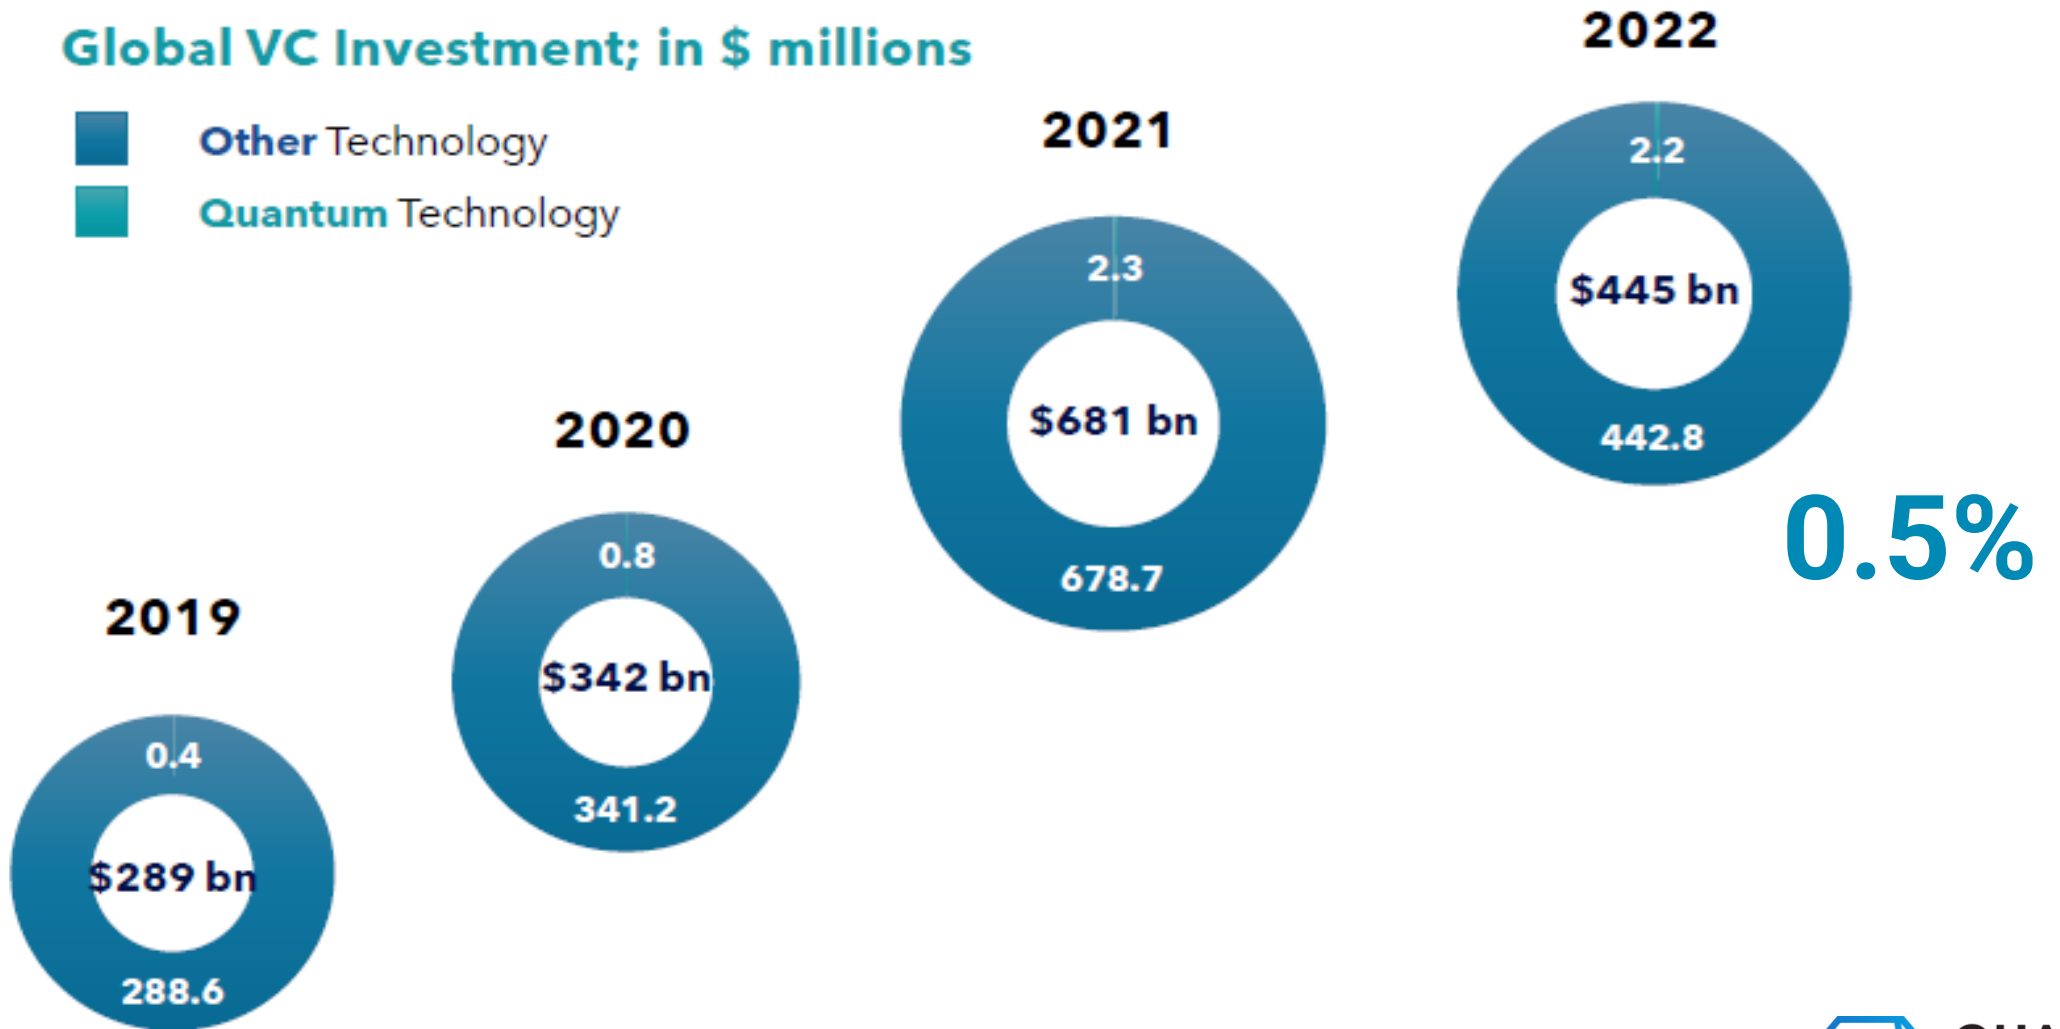 Global VC Investment; in $ millions
Other Technology
Quantum Technology
2019
0.4
$289 bn
288.6
2020
0.8
$342 bn
341.2
2021
2.3
$681 bn
678.7
2022
2.2
$445 bn
442.8
0.5%